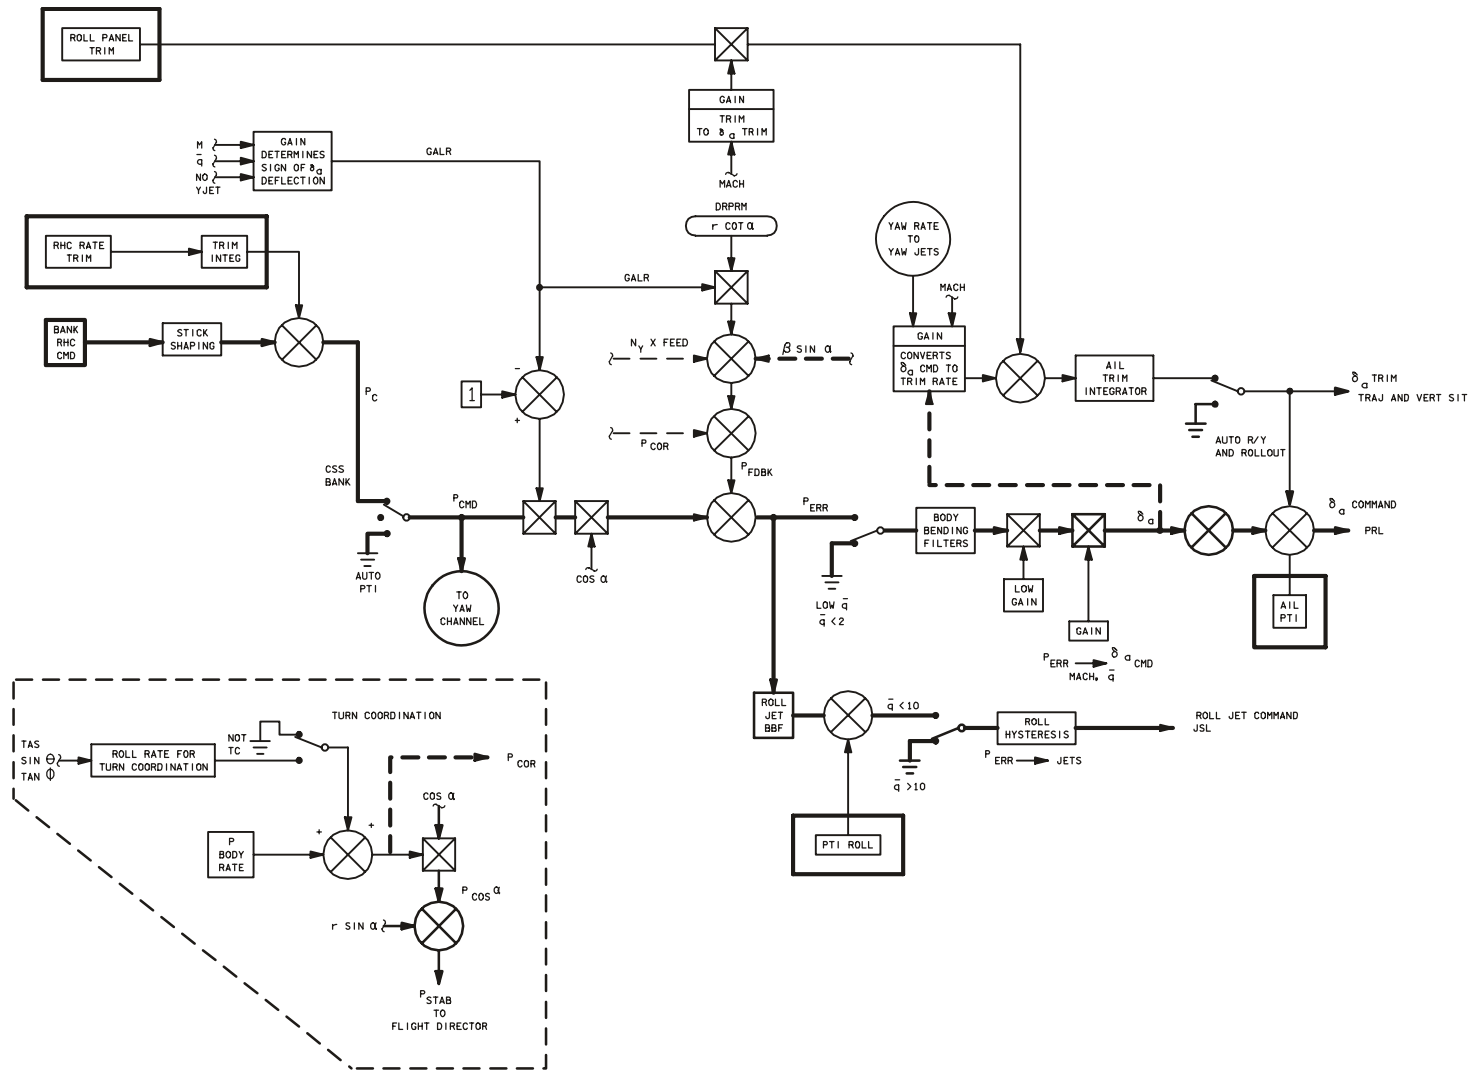 ROLL PANEL
TRIM
GAIN
TRIM
TO δa TRIM
MACH
M
q̄
NO
YJET
GAIN
DETERMINES
SIGN OF δa
DEFLECTION
GALR
DRPRM
r COT α
YAW RATE
TO
YAW JETS
RHC RATE
TRIM
TRIM
INTEG
GALR
MACH
BANK
RHC
CMD
STICK
SHAPING
NY X FEED
β SIN α
GAIN
CONVERTS
δa CMD TO
TRIM RATE
AIL
TRIM
INTEGRATOR
δa TRIM
TRAJ AND VERT SIT
PC
-
1
+
PCOR
AUTO R/Y
AND ROLLOUT
PFDBK
CSS
BANK
PCMD
PERR
BODY
BENDING
FILTERS
δa
δa COMMAND
PRL
AUTO
PTI
COS α
TO
YAW
CHANNEL
LOW q̄
q̄ <2
LOW
GAIN
GAIN
PERR δa CMD
MACH, q̄
AIL
PTI
ROLL
JET
BBF
q̄ <10
q̄ >10
ROLL
HYSTERESIS
PERR JETS
ROLL JET COMMAND
JSL
PTI ROLL
TURN COORDINATION
NOT
TC
TAS
SIN θ
TAN ϕ
ROLL RATE FOR
TURN COORDINATION
PCOR
COS α
+ +
P
BODY
RATE
PCOS α
r SIN α
PSTAB
TO
FLIGHT DIRECTOR